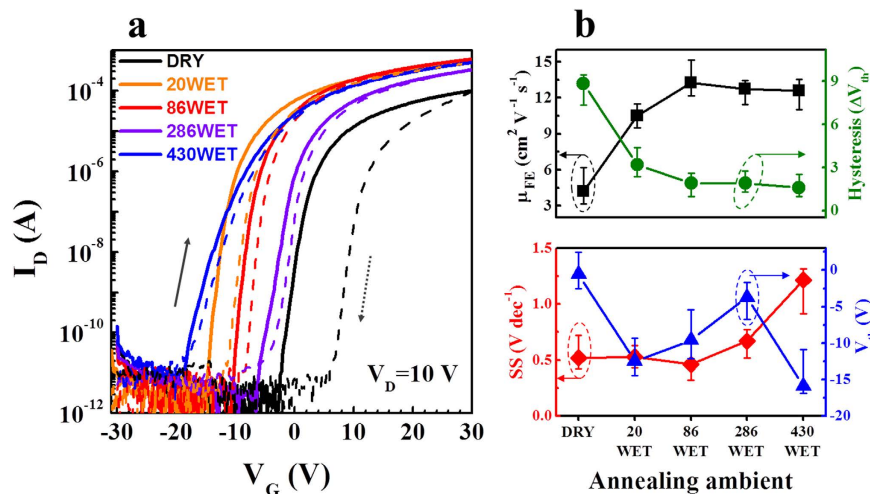 a
I_D (A)
10⁻⁴
10⁻⁶
10⁻⁸
10⁻¹⁰
10⁻¹²
DRY
20WET
86WET
286WET
430WET
V_D=10 V
-30 -20 -10 0 10 20 30
V_G (V)
b
μ_FE (cm² V⁻¹ s⁻¹)
15
12
9
6
3
9
6
3
0
Hysteresis (ΔV_th)
SS (V dec⁻¹)
1.5
1.0
0.5
0.0
0
-5
-10
-15
-20
(V)
DRY 20 86 286 430
WET WET WET WET
Annealing ambient